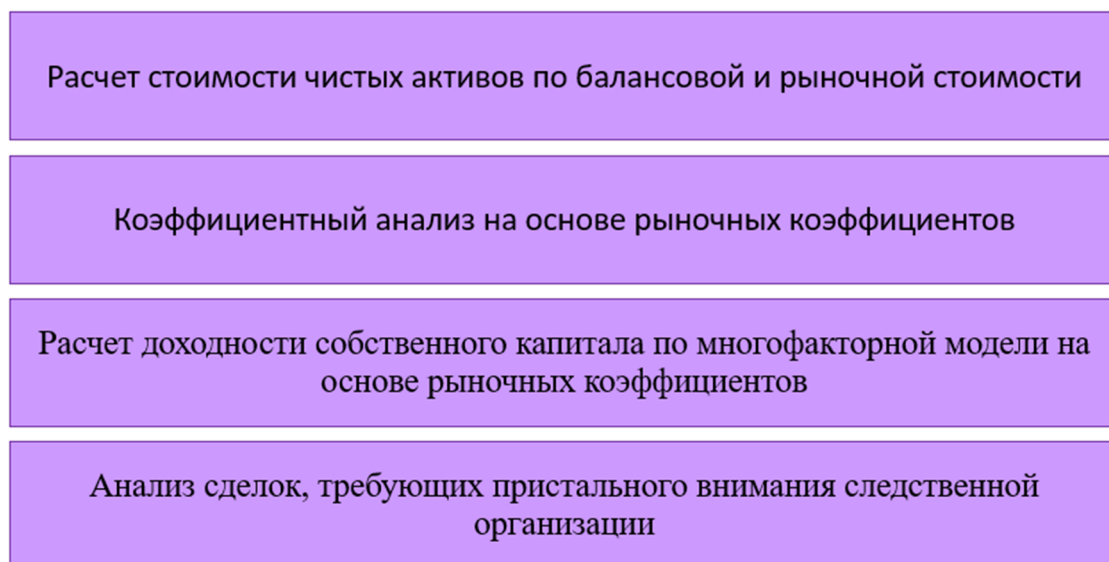 Расчет стоимости чистых активов по балансовой и рыночной стоимости
Коэффициентный анализ на основе рыночных коэффициентов
Расчет доходности собственного капитала по многофакторной модели на
основе рыночных коэффициентов
Анализ сделок, требующих пристального внимания следственной
организации